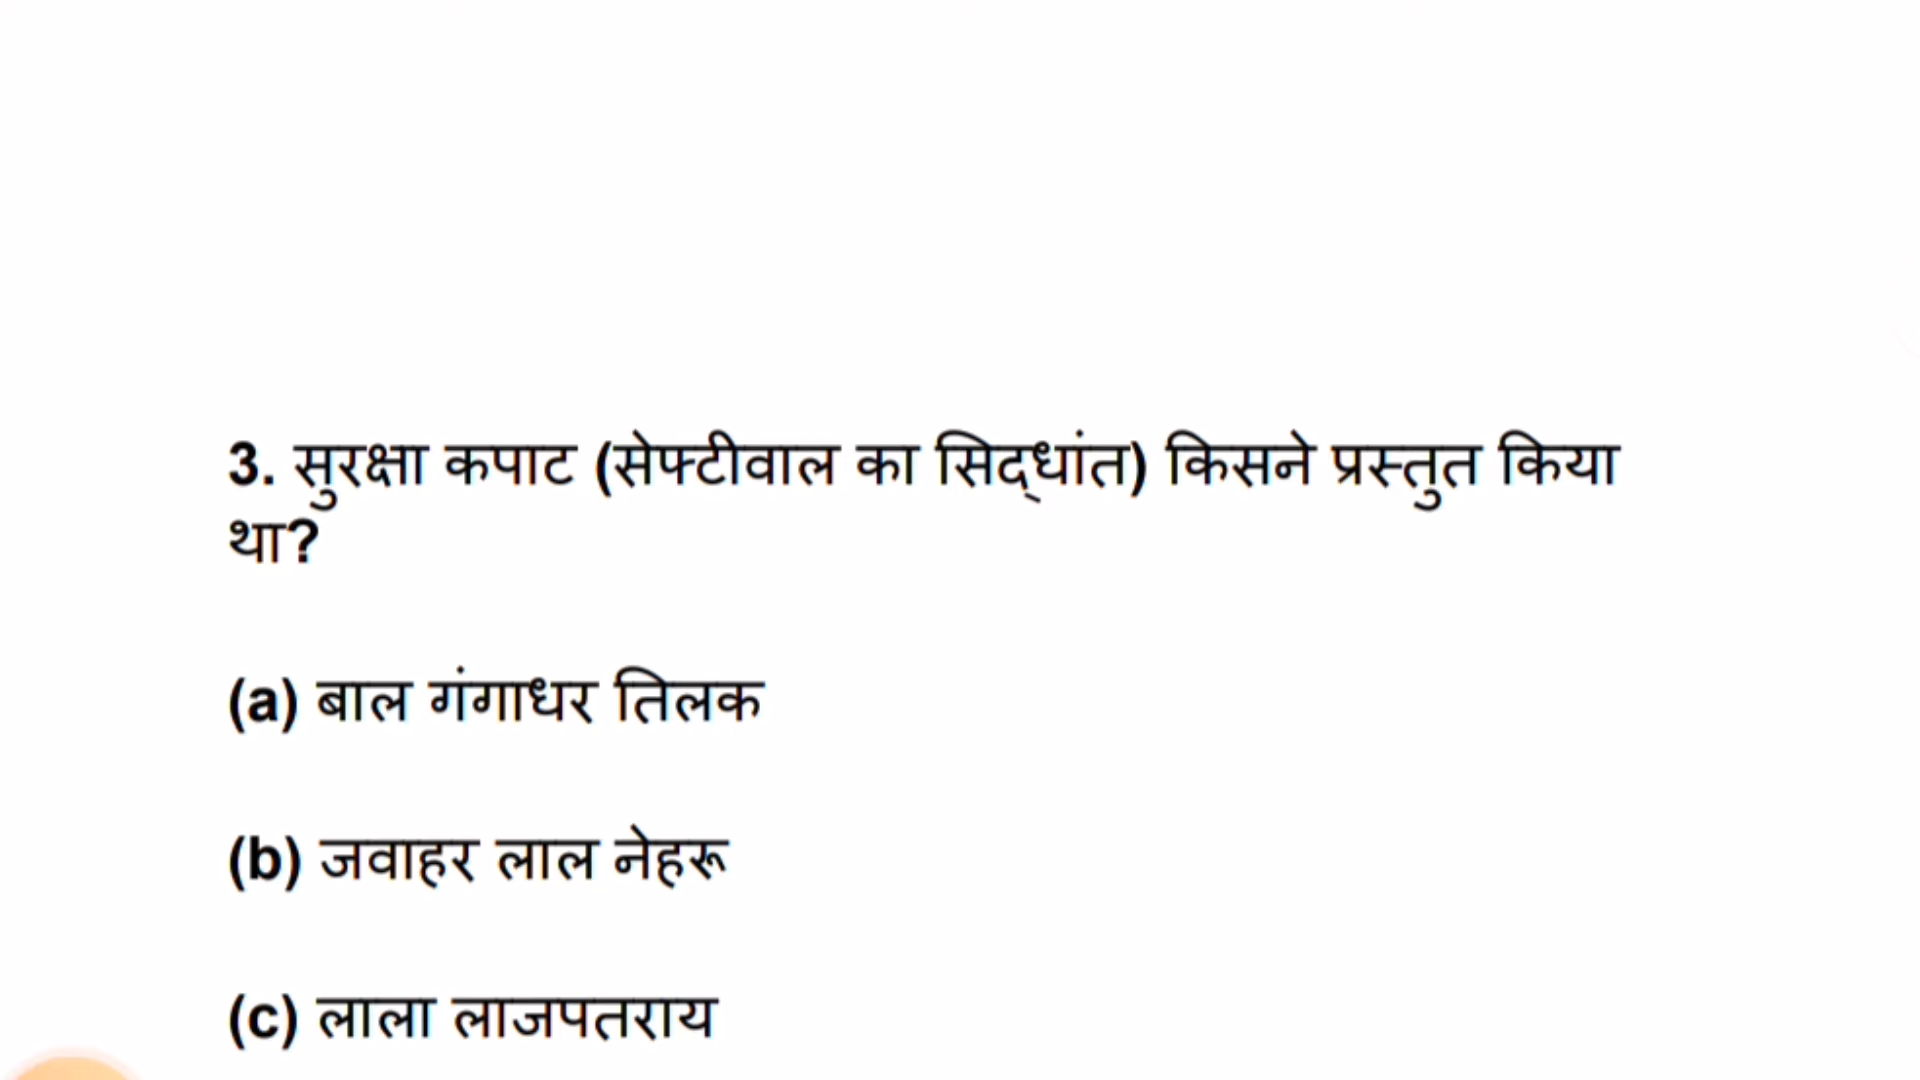 3. सुरक्षा कपाट (सेफ्टीवाल का सिद्धांत) किसने प्रस्तुत किया
था?
(a) बाल गंगाधर तिलक
(b) जवाहर लाल नेहरू
(c) लाला लाजपतराय